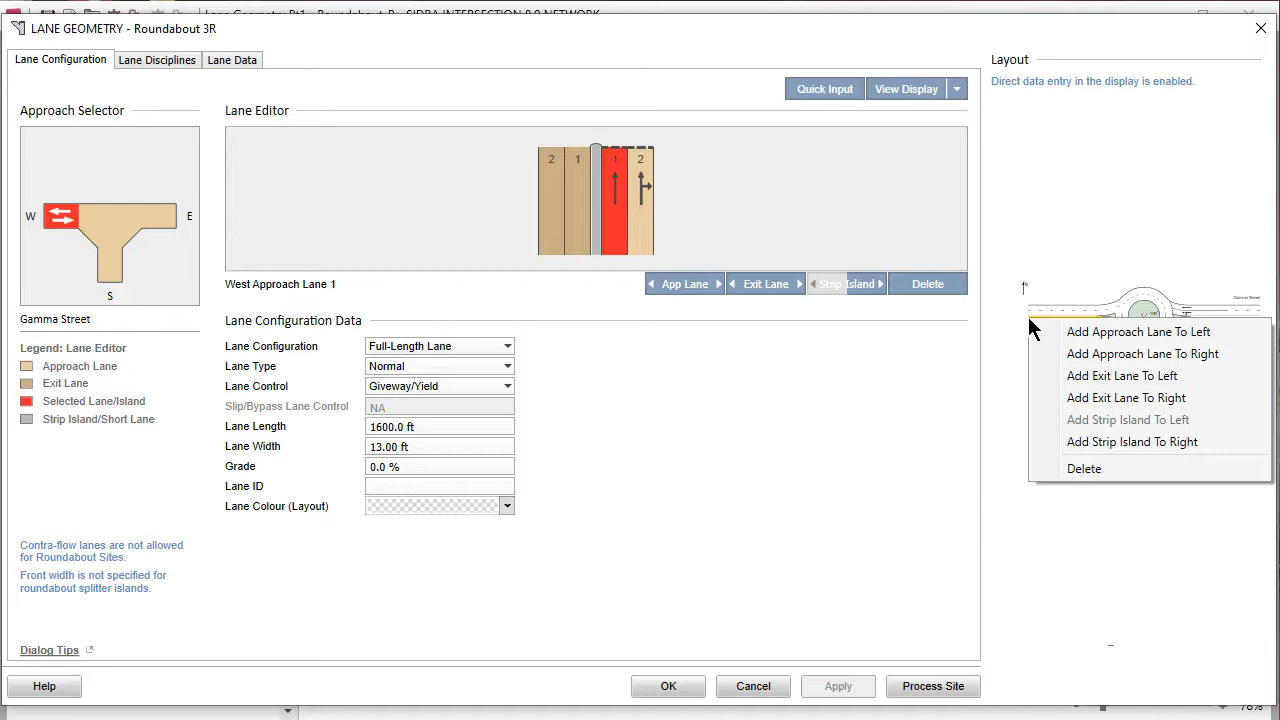 LANE GEOMETRY - Roundabout 3R
Lane Configuration Lane Disciplines Lane Data
Layout
Direct data entry in the display is enabled.
Quick Input View Display
Approach Selector
W E
S
Gamma Street
Legend: Lane Editor
Approach Lane
Exit Lane
Selected Lane/Island
Strip Island/Short Lane
Contra-flow lanes are not allowed
for Roundabout Sites.
Front width is not specified for
roundabout splitter islands.
Dialog Tips
Lane Editor
2 1 1 2
West Approach Lane 1
App Lane Exit Lane Strip Island Delete
Lane Configuration Data
Lane Configuration Full-Length Lane
Lane Type Normal
Lane Control Giveway/Yield
Slip/Bypass Lane Control NA
Lane Length 1600.0 ft
Lane Width 13.00 ft
Grade 0.0 %
Lane ID
Lane Colour (Layout)
Gamma Street
Add Approach Lane To Left
Add Approach Lane To Right
Add Exit Lane To Left
Add Exit Lane To Right
Add Strip Island To Left
Add Strip Island To Right
Delete
Help OK Cancel Apply Process Site